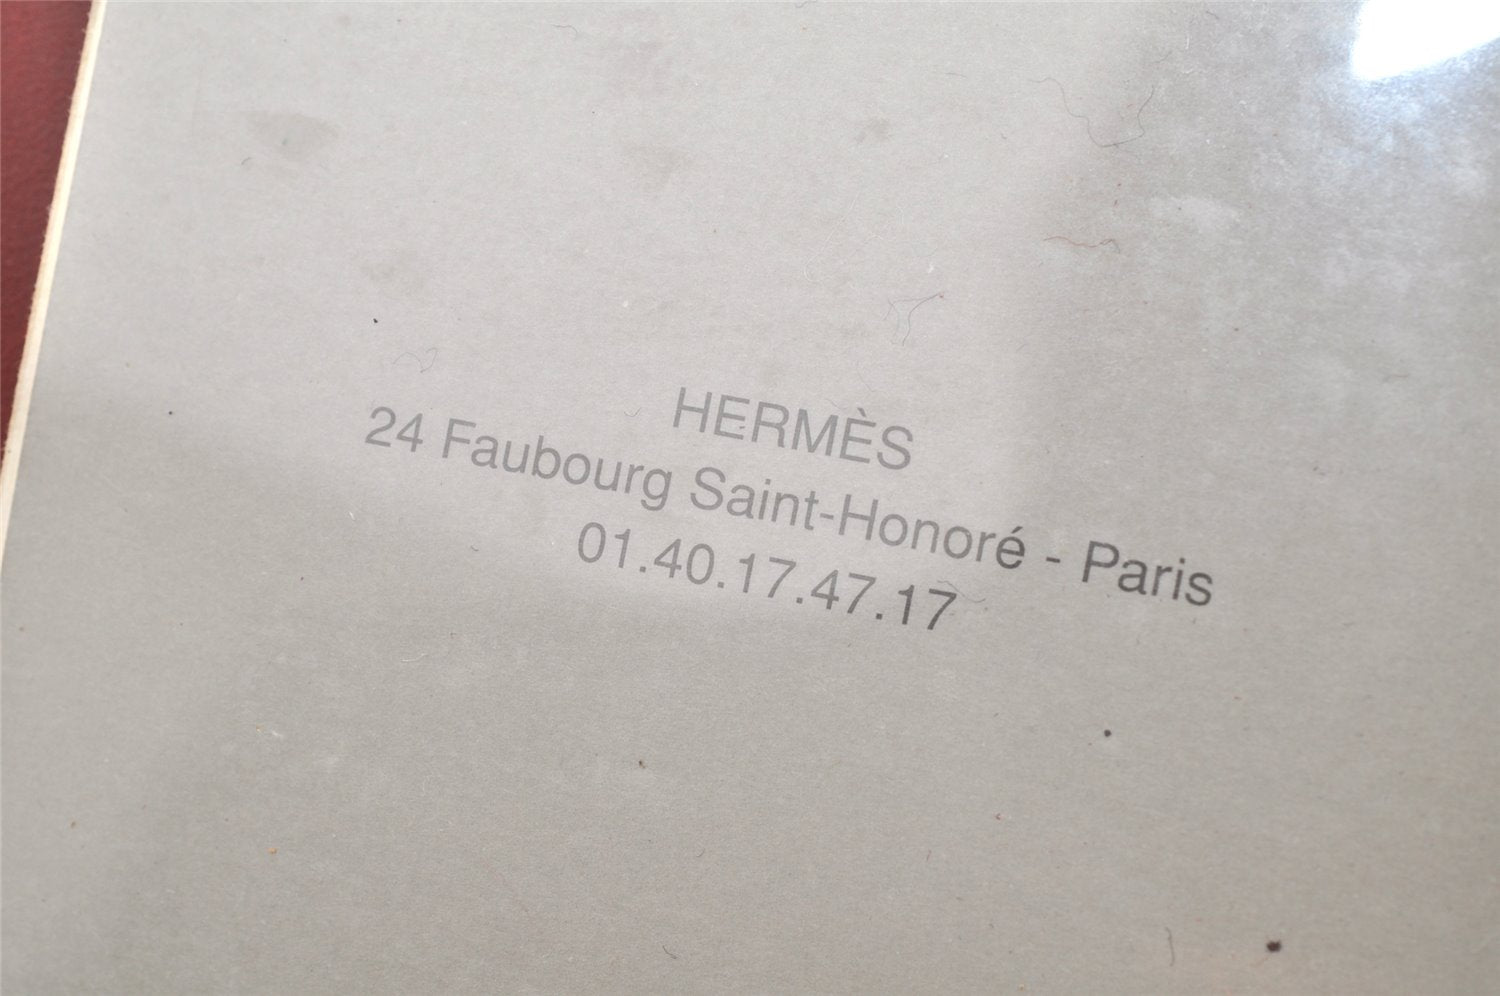 HERMÈS
24 Faubourg Saint-Honoré - Paris
01.40.17.47.17